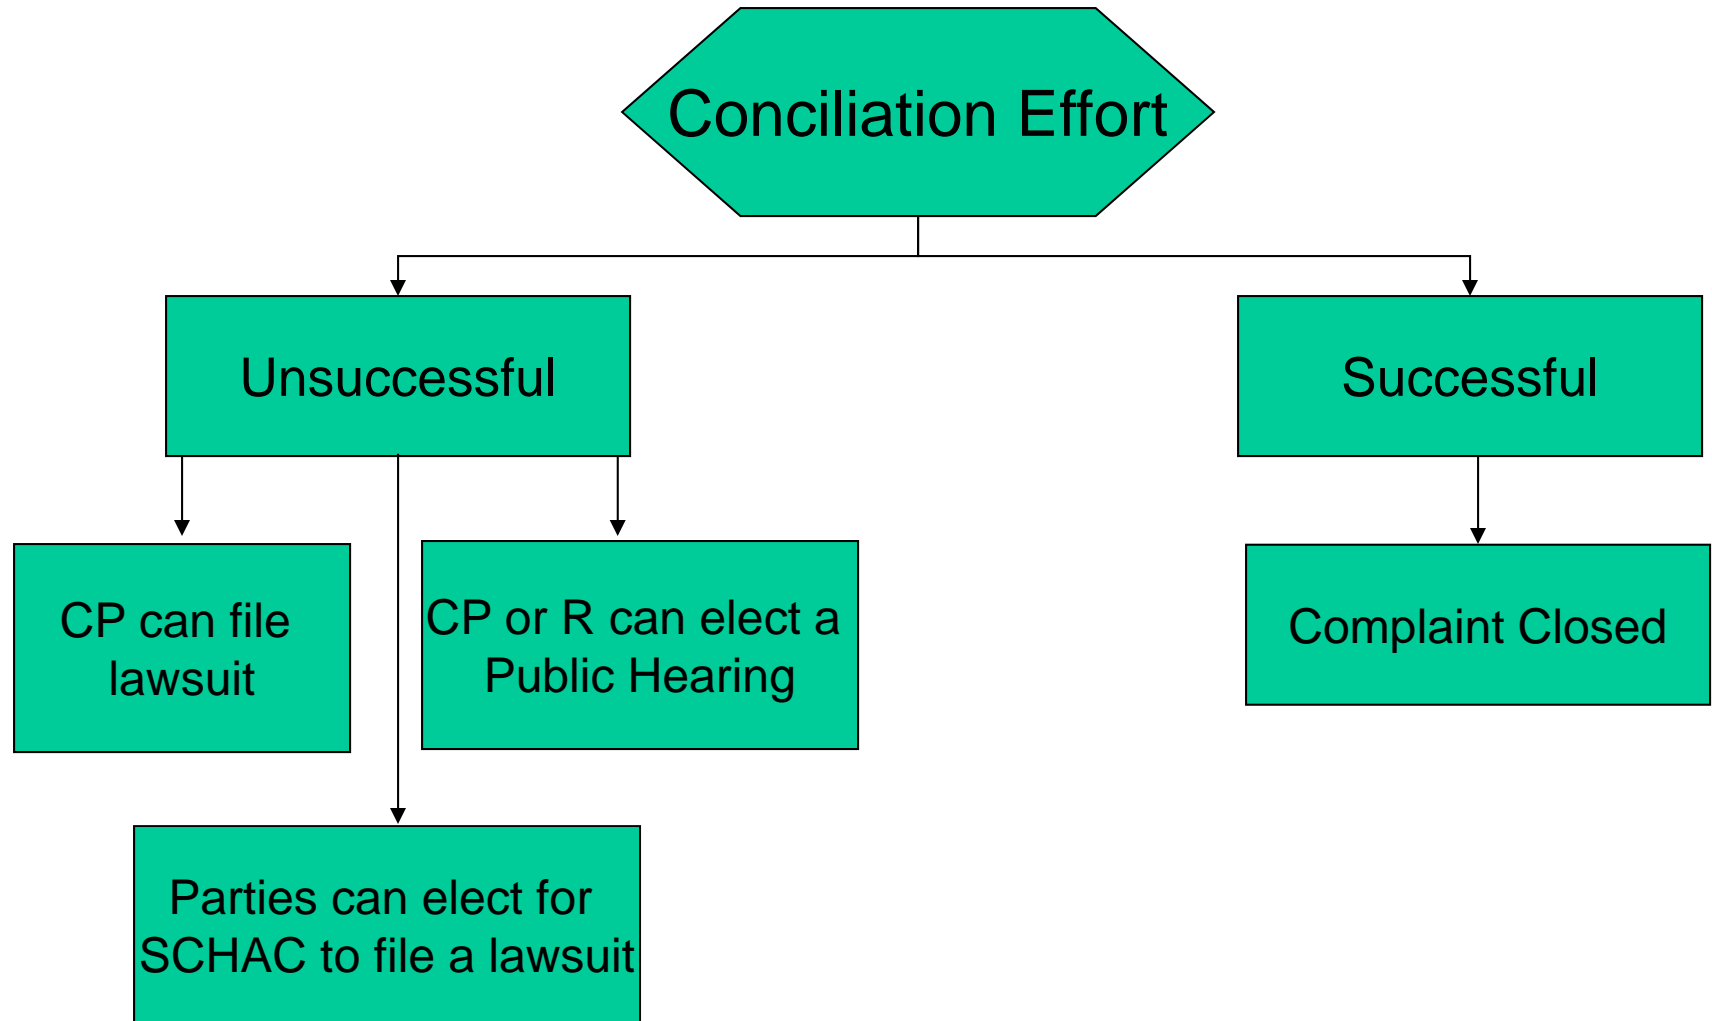 Conciliation Effort
Unsuccessful
Successful
CP can file
lawsuit
CP or R can elect a
Public Hearing
Complaint Closed
Parties can elect for
SCHAC to file a lawsuit